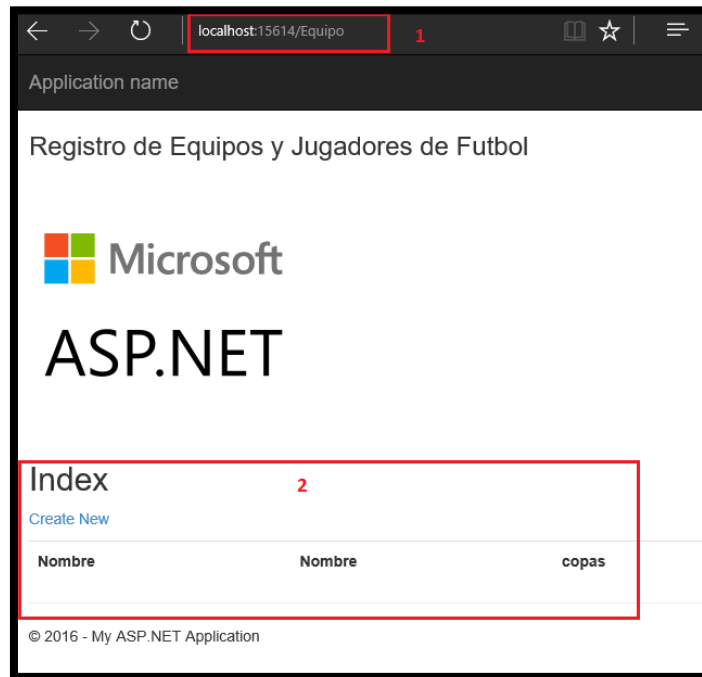 localhost:15614/Equipo
1
Application name
Registro de Equipos y Jugadores de Futbol
Microsoft
ASP.NET
Index
2
Create New
Nombre Nombre copas
© 2016 - My ASP.NET Application